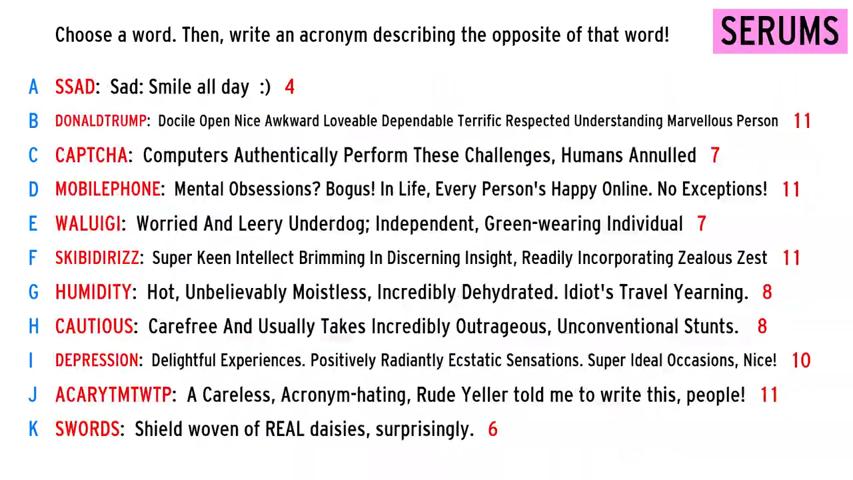 Choose a word. Then, write an acronym describing the opposite of that word!
SERUMS
A SSAD: Sad: Smile all day :) 4
B DONALDTRUMP: Docile Open Nice Awkward Loveable Dependable Terrific Respected Understanding Marvellous Person 11
C CAPTCHA: Computers Authentically Perform These Challenges, Humans Annulled 7
D MOBILEPHONE: Mental Obsessions? Bogus! In Life, Every Person's Happy Online. No Exceptions! 11
E WALUIGI: Worried And Leery Underdog; Independent, Green-wearing Individual 7
F SKIBIDIRIZZ: Super Keen Intellect Brimming In Discerning Insight, Readily Incorporating Zealous Zest 11
G HUMIDITY: Hot, Unbelievably Moistless, Incredibly Dehydrated. Idiot's Travel Yearning. 8
H CAUTIOUS: Carefree And Usually Takes Incredibly Outrageous, Unconventional Stunts. 8
I DEPRESSION: Delightful Experiences. Positively Radiantly Ecstatic Sensations. Super Ideal Occasions, Nice! 10
J ACARYTMTWTP: A Careless, Acronym-hating, Rude Yeller told me to write this, people! 11
K SWORDS: Shield woven of REAL daisies, surprisingly. 6